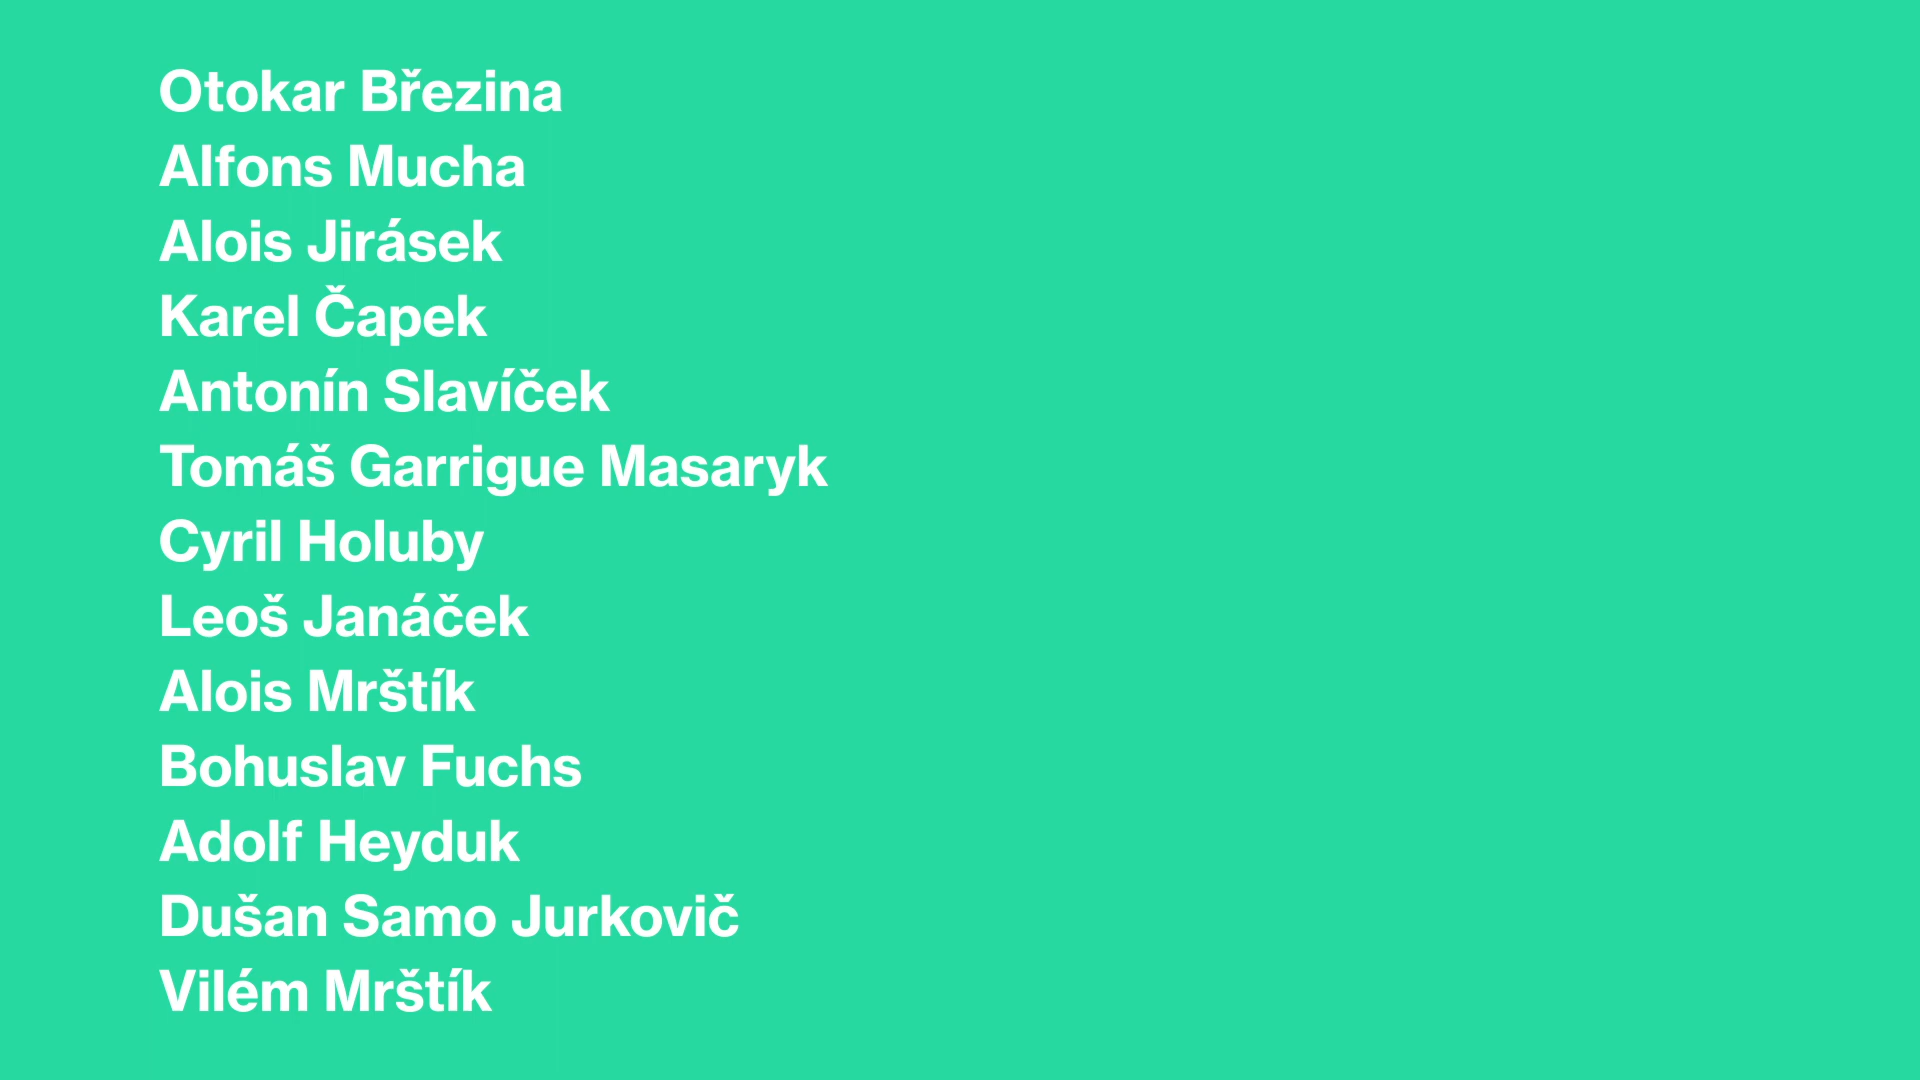 Otokar Březina
Alfons Mucha
Alois Jirásek
Karel Čapek
Antonín Slavíček
Tomáš Garrigue Masaryk
Cyril Holuby
Leoš Janáček
Alois Mrštík
Bohuslav Fuchs
Adolf Heyduk
Dušan Samo Jurkovič
Vilém Mrštík